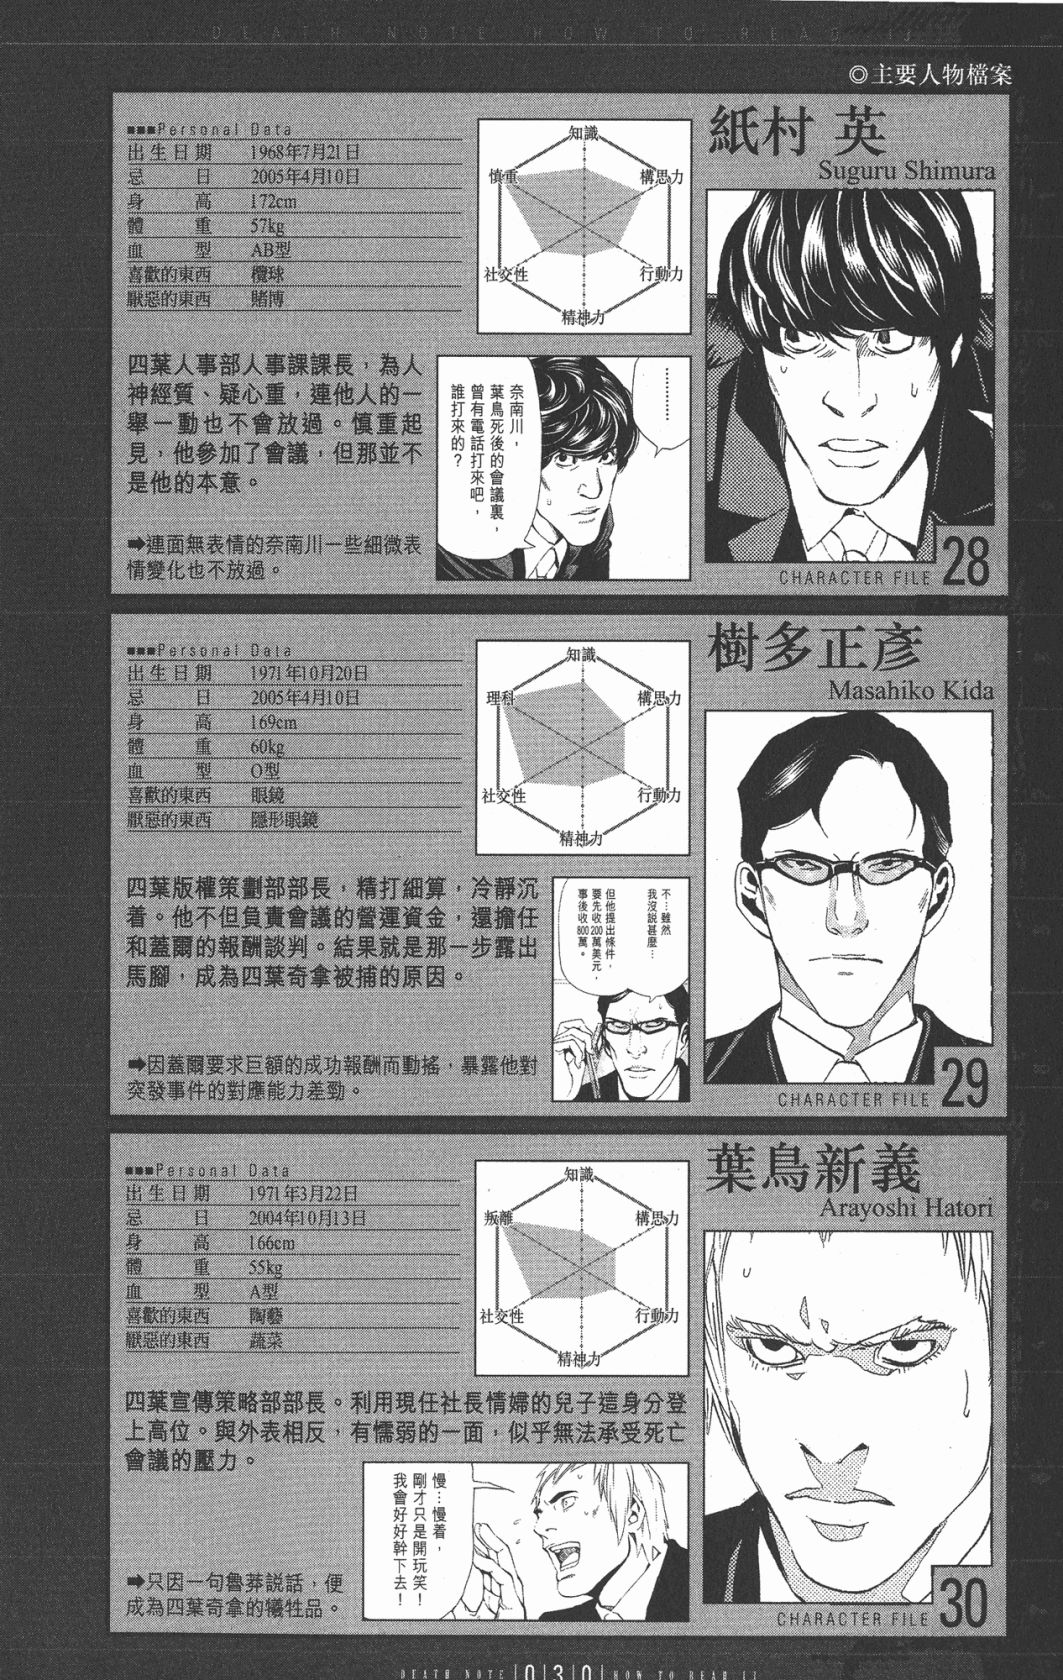 DEATH NOTE HOW TO READ 13
◎主要人物檔案
紙村 英
Suguru Shimura
■■■Personal Data
出生日期 1968年7月21日
忌日 2005年4月10日
身高 172cm
體重 57kg
血型 AB型
喜歡的東西 欖球
厭惡的東西 賭博
知識
慎重
構思力
社交性
行動力
精神力
四葉人事部人事課課長，為人
神經質、疑心重，連他人的一
舉一動也不會放過。慎重起
見，他參加了會議，但那並不
是他的本意。
➡連面無表情的奈南川一些細微表
情變化也不放過。
………
奈南川，
葉鳥死後的會議裏，
曾有電話打來吧，
誰打來的？
CHARACTER FILE 28
樹多正彥
Masahiko Kida
■■■Personal Data
出生日期 1971年10月20日
忌日 2005年4月10日
身高 169cm
體重 60kg
血型 O型
喜歡的東西 眼鏡
厭惡的東西 隱形眼鏡
知識
理科
構思力
社交性
行動力
精神力
四葉版權策劃部部長，精打細算，冷靜沉
着。他不但負責會議的營運資金，還擔任
和蓋爾的報酬談判。結果就是那一步露出
馬腳，成為四葉奇拿被捕的原因。
➡因蓋爾要求巨額的成功報酬而動搖，暴露他對
突發事件的對應能力差勁。
不…雖然
我沒説甚麼…
但他提出條件，
要先收200萬美元，
事後收800萬。
CHARACTER FILE 29
葉鳥新義
Arayoshi Hatori
■■■Personal Data
出生日期 1971年3月22日
忌日 2004年10月13日
身高 166cm
體重 55kg
血型 A型
喜歡的東西 陶藝
厭惡的東西 蔬菜
知識
叛離
構思力
社交性
行動力
精神力
四葉宣傳策略部部長。利用現任社長情婦的兒子這身分登
上高位。與外表相反，有懦弱的一面，似乎無法承受死亡
會議的壓力。
➡只因一句魯莽説話，便
成為四葉奇拿的犧牲品。
慢…慢着，
剛才只是開玩笑！
我會好好幹下去！
CHARACTER FILE 30
DEATH NOTE |0|3|0| HOW TO READ 13